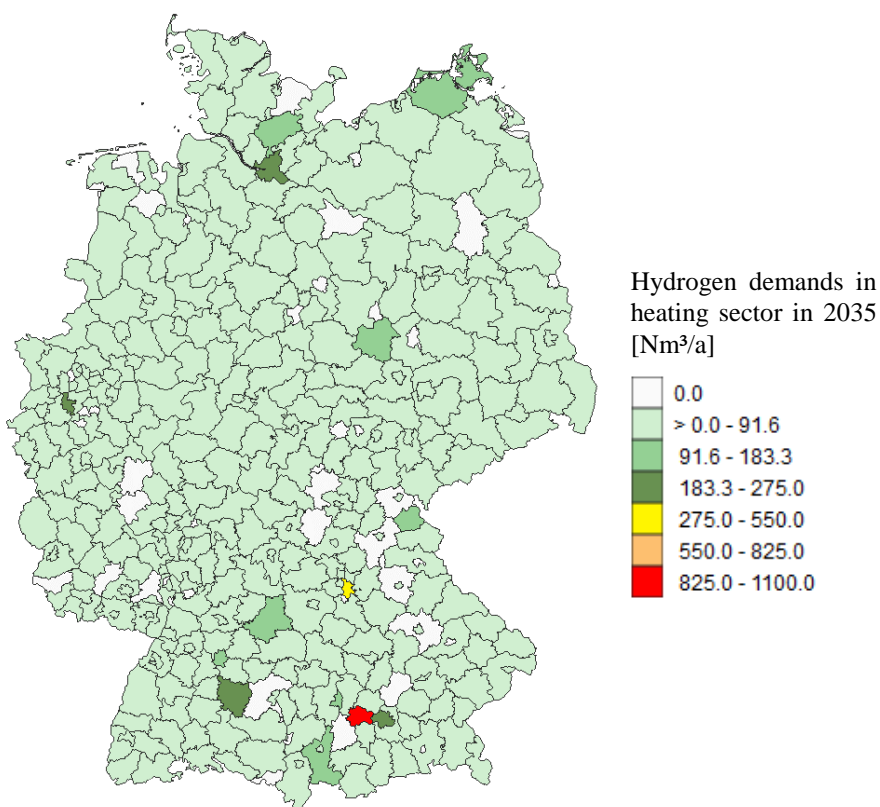 Hydrogen demands in
heating sector in 2035
[Nm³/a]
0.0
> 0.0 - 91.6
91.6 - 183.3
183.3 - 275.0
275.0 - 550.0
550.0 - 825.0
825.0 - 1100.0